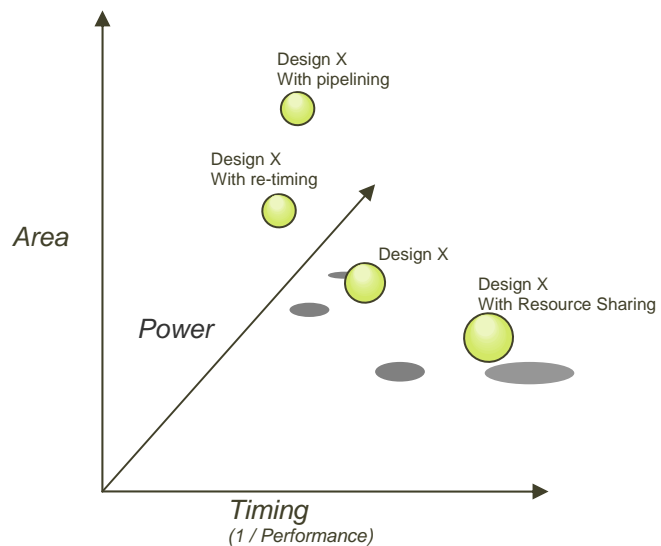 Design X
With pipelining
Design X
With re-timing
Area
Design X
Design X
With Resource Sharing
Power
Timing
(1 / Performance)